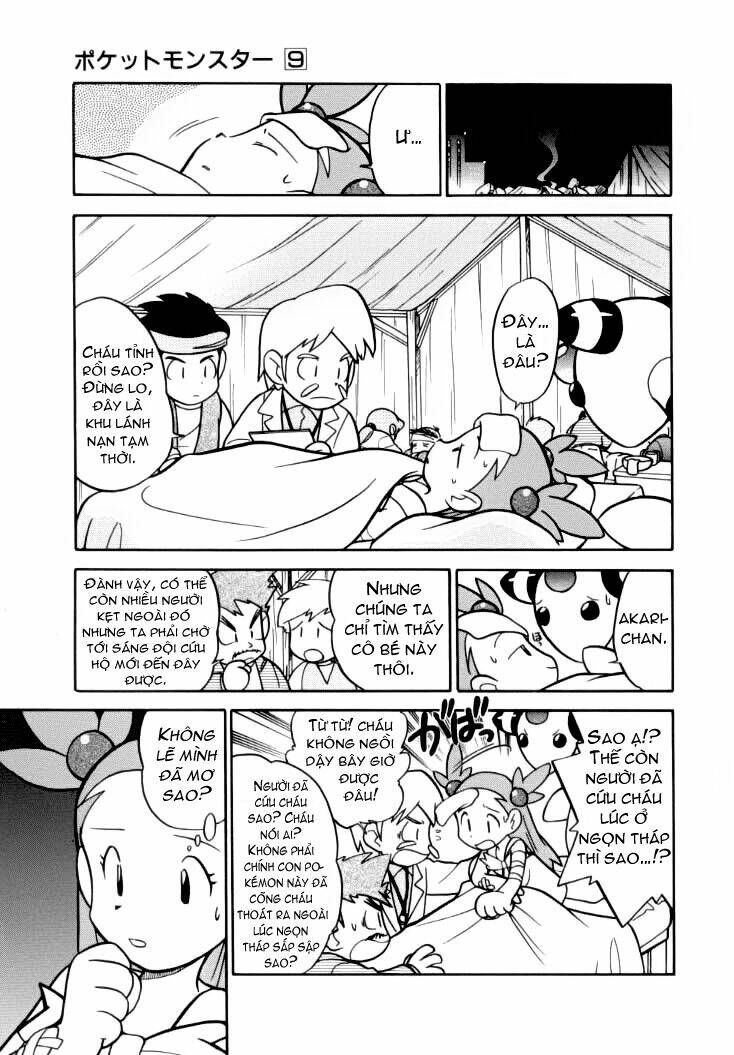 ポケットモンスター 9
Ư...
ĐÂY...
LÀ
ĐÂU?
CHÁU TỈNH
RỒI SAO?
ĐỪNG LO,
ĐÂY LÀ
KHU LÁNH
NẠN TẠM
THỜI.
AKARI-
CHAN.
NHƯNG
CHÚNG TA
CHỈ TÌM THẤY
CÔ BÉ NÀY
THÔI.
ĐÀNH VẬY, CÓ THỂ
CÒN NHIỀU NGƯỜI
KẸT NGOÀI ĐÓ
NHƯNG TA PHẢI CHỜ
TỚI SÁNG ĐỘI CỨU
HỘ MỚI ĐẾN ĐÂY
ĐƯỢC.
SAO Ạ!?
THẾ CÒN
NGƯỜI ĐÃ
CỨU CHÁU
LÚC Ở
NGỌN THÁP
THÌ SAO...!?
がばっ
TỪ TỪ! CHÁU
KHÔNG NGỒI
DẬY BÂY GIỜ
ĐƯỢC
ĐÂU!
NGƯỜI ĐÃ
CỨU CHÁU
SAO? CHÁU
NÓI AI?
KHÔNG PHẢI
CHÍNH CON PO-
KÉMON NÀY ĐÃ
CÕNG CHÁU
THOÁT RA NGOÀI
LÚC NGỌN
THÁP SẮP SẬP
SAO?
KHÔNG
LẼ MÌNH
ĐÃ MƠ
SAO?